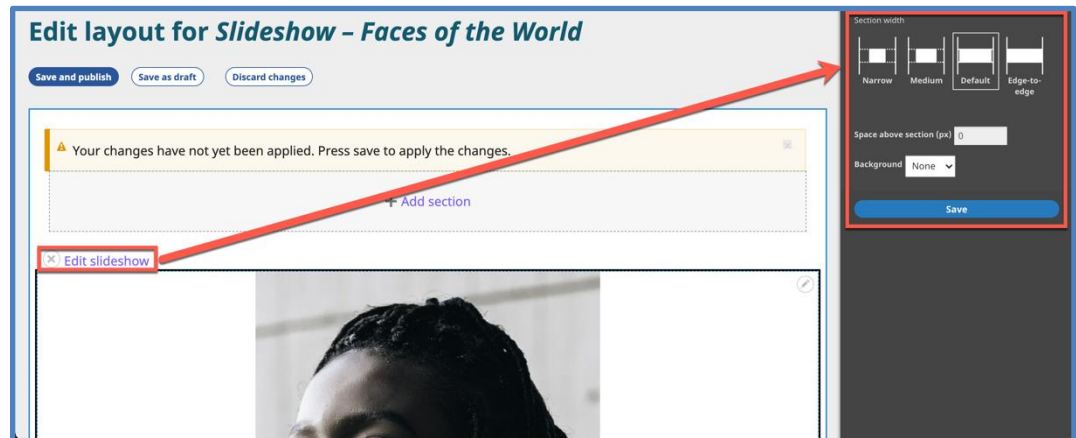 Edit layout for Slideshow – Faces of the World
Save and publish Save as draft Discard changes
Your changes have not yet been applied. Press save to apply the changes.
+ Add section
Edit slideshow
Section width
Narrow Medium Default Edge-to-
edge
Space above section (px) 0
Background None
Save